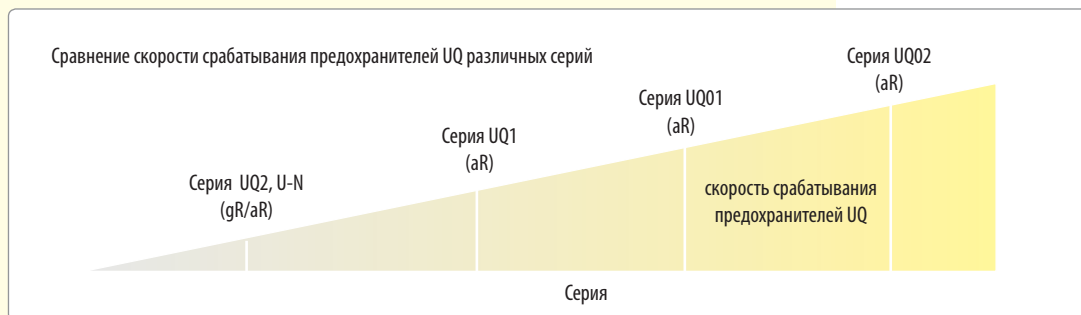 Сравнение скорости срабатывания предохранителей UQ различных серий
Серия UQ2, U-N
(gR/aR)
Серия UQ1
(aR)
Серия UQ01
(aR)
Серия UQ02
(aR)
скорость срабатывания
предохранителей UQ
Серия